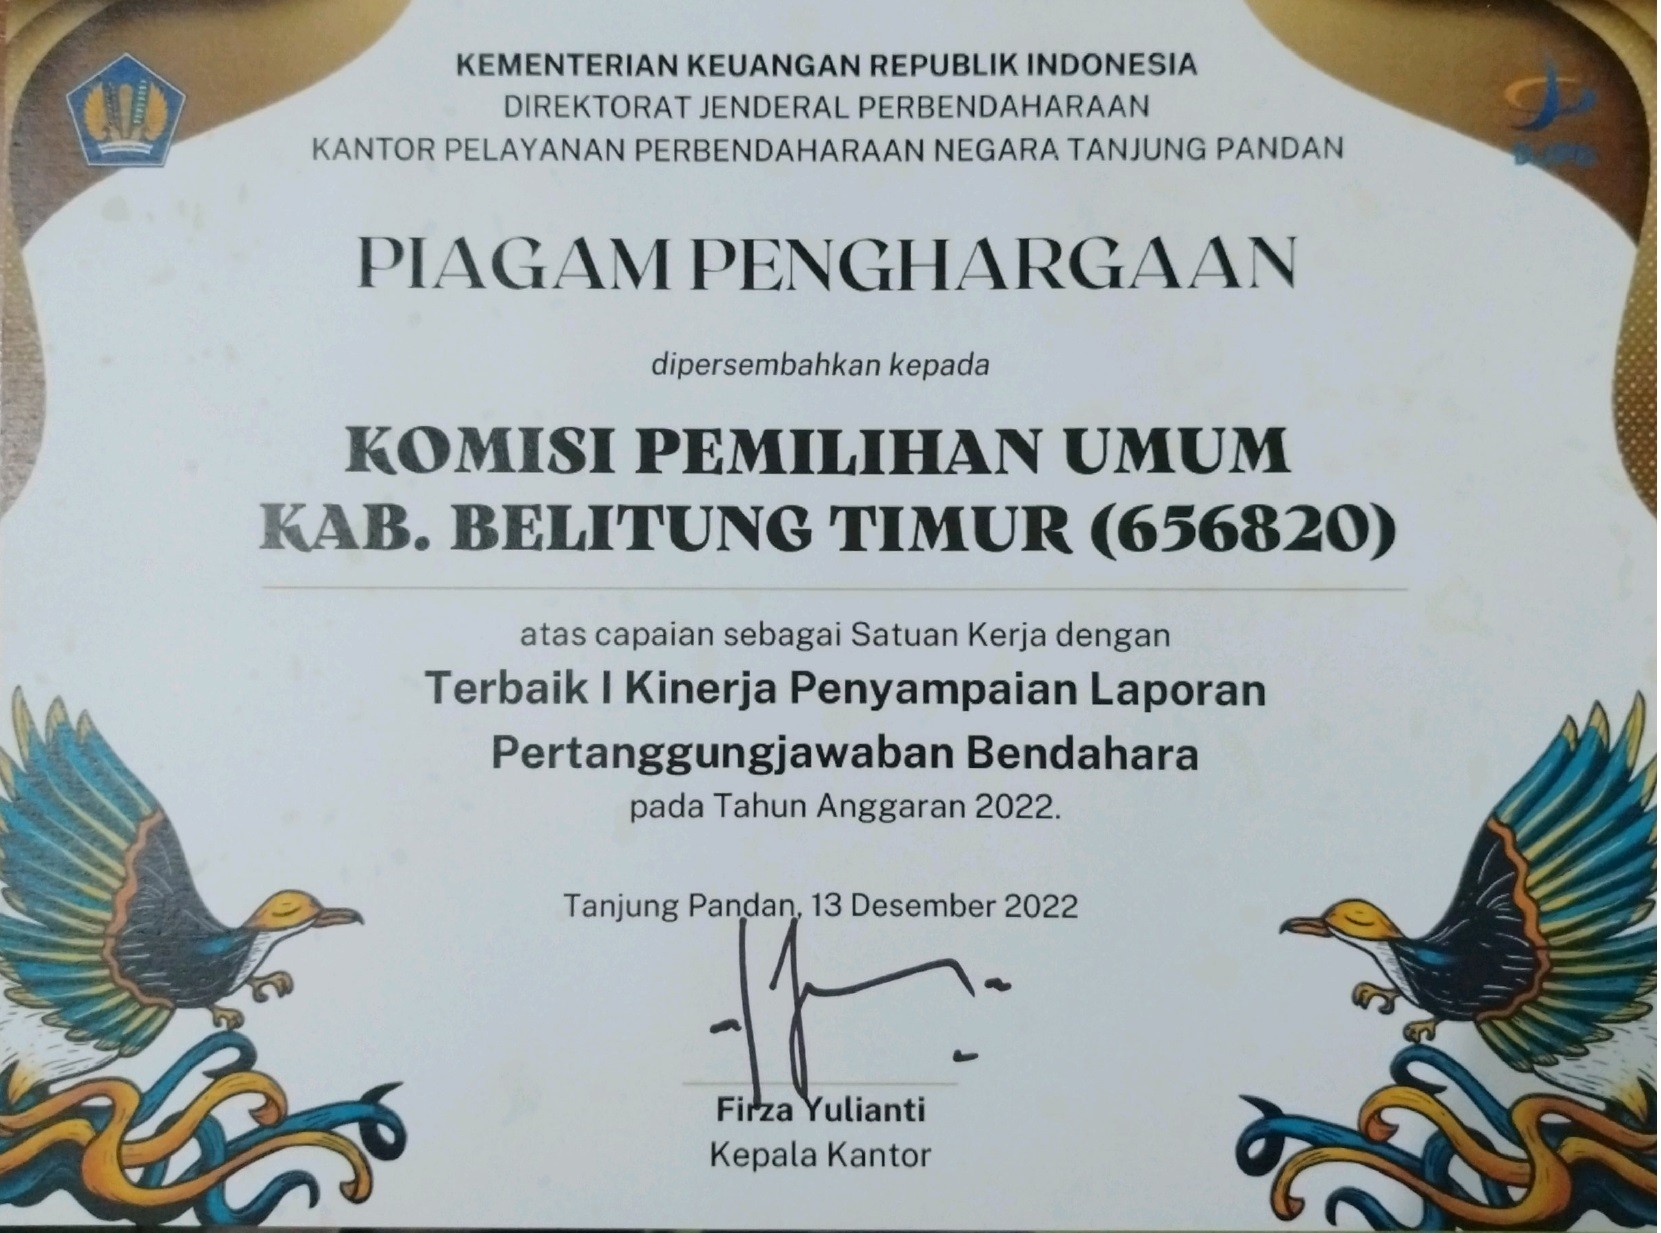 KEMENTERIAN KEUANGAN REPUBLIK INDONESIA
DIREKTORAT JENDERAL PERBENDAHARAAN
KANTOR PELAYANAN PERBENDAHARAAN NEGARA TANJUNG PANDAN
PIAGAM PENGHARGAAN
dipersembahkan kepada
KOMISI PEMILIHAN UMUM
KAB. BELITUNG TIMUR (656820)
atas capaian sebagai Satuan Kerja dengan
Terbaik I Kinerja Penyampaian Laporan
Pertanggungjawaban Bendahara
pada Tahun Anggaran 2022.
Tanjung Pandan, 13 Desember 2022
Firza Yulianti
Kepala Kantor